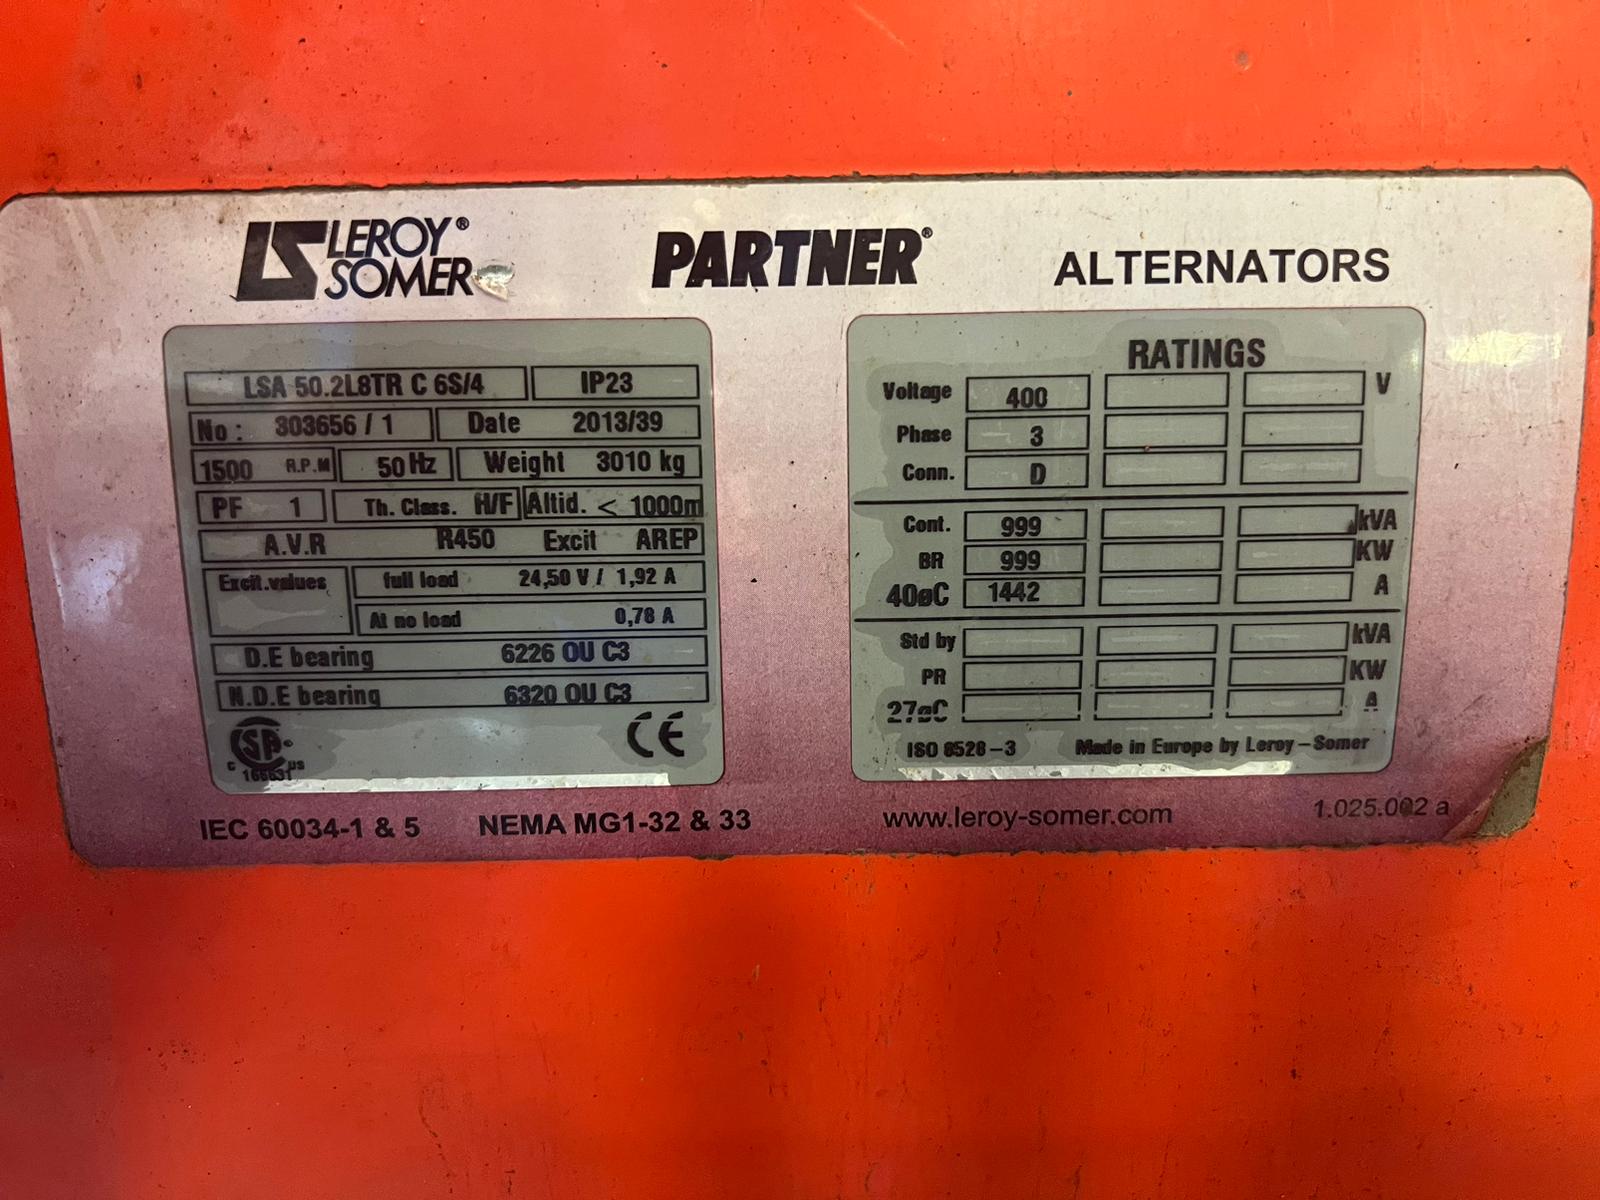 LEROY®
SOMER
PARTNER®
ALTERNATORS
LSA 50.2L8TR C 6S/4 IP23
No: 303656 / 1 Date 2013/39
1500 R.P.M 50 Hz Weight 3010 kg
PF 1 Th. Class. H/F Altid. < 1000m
A.V.R R450 Excit AREP
Excit.values full load 24,50 V / 1,92 A
At no load 0,78 A
D.E bearing 6226 OU C3
N.D.E bearing 6320 OU C3
CSA® c us CE
166631
IEC 60034-1 & 5 NEMA MG1-32 & 33
RATINGS
Voltage 400 V
Phase 3
Conn. D
Cont. 999 kVA
BR 999 KW
40øC 1442 A
Std by kVA
PR KW
27øC A
ISO 8528-3 Made in Europe by Leroy-Somer
www.leroy-somer.com 1.025.002 a